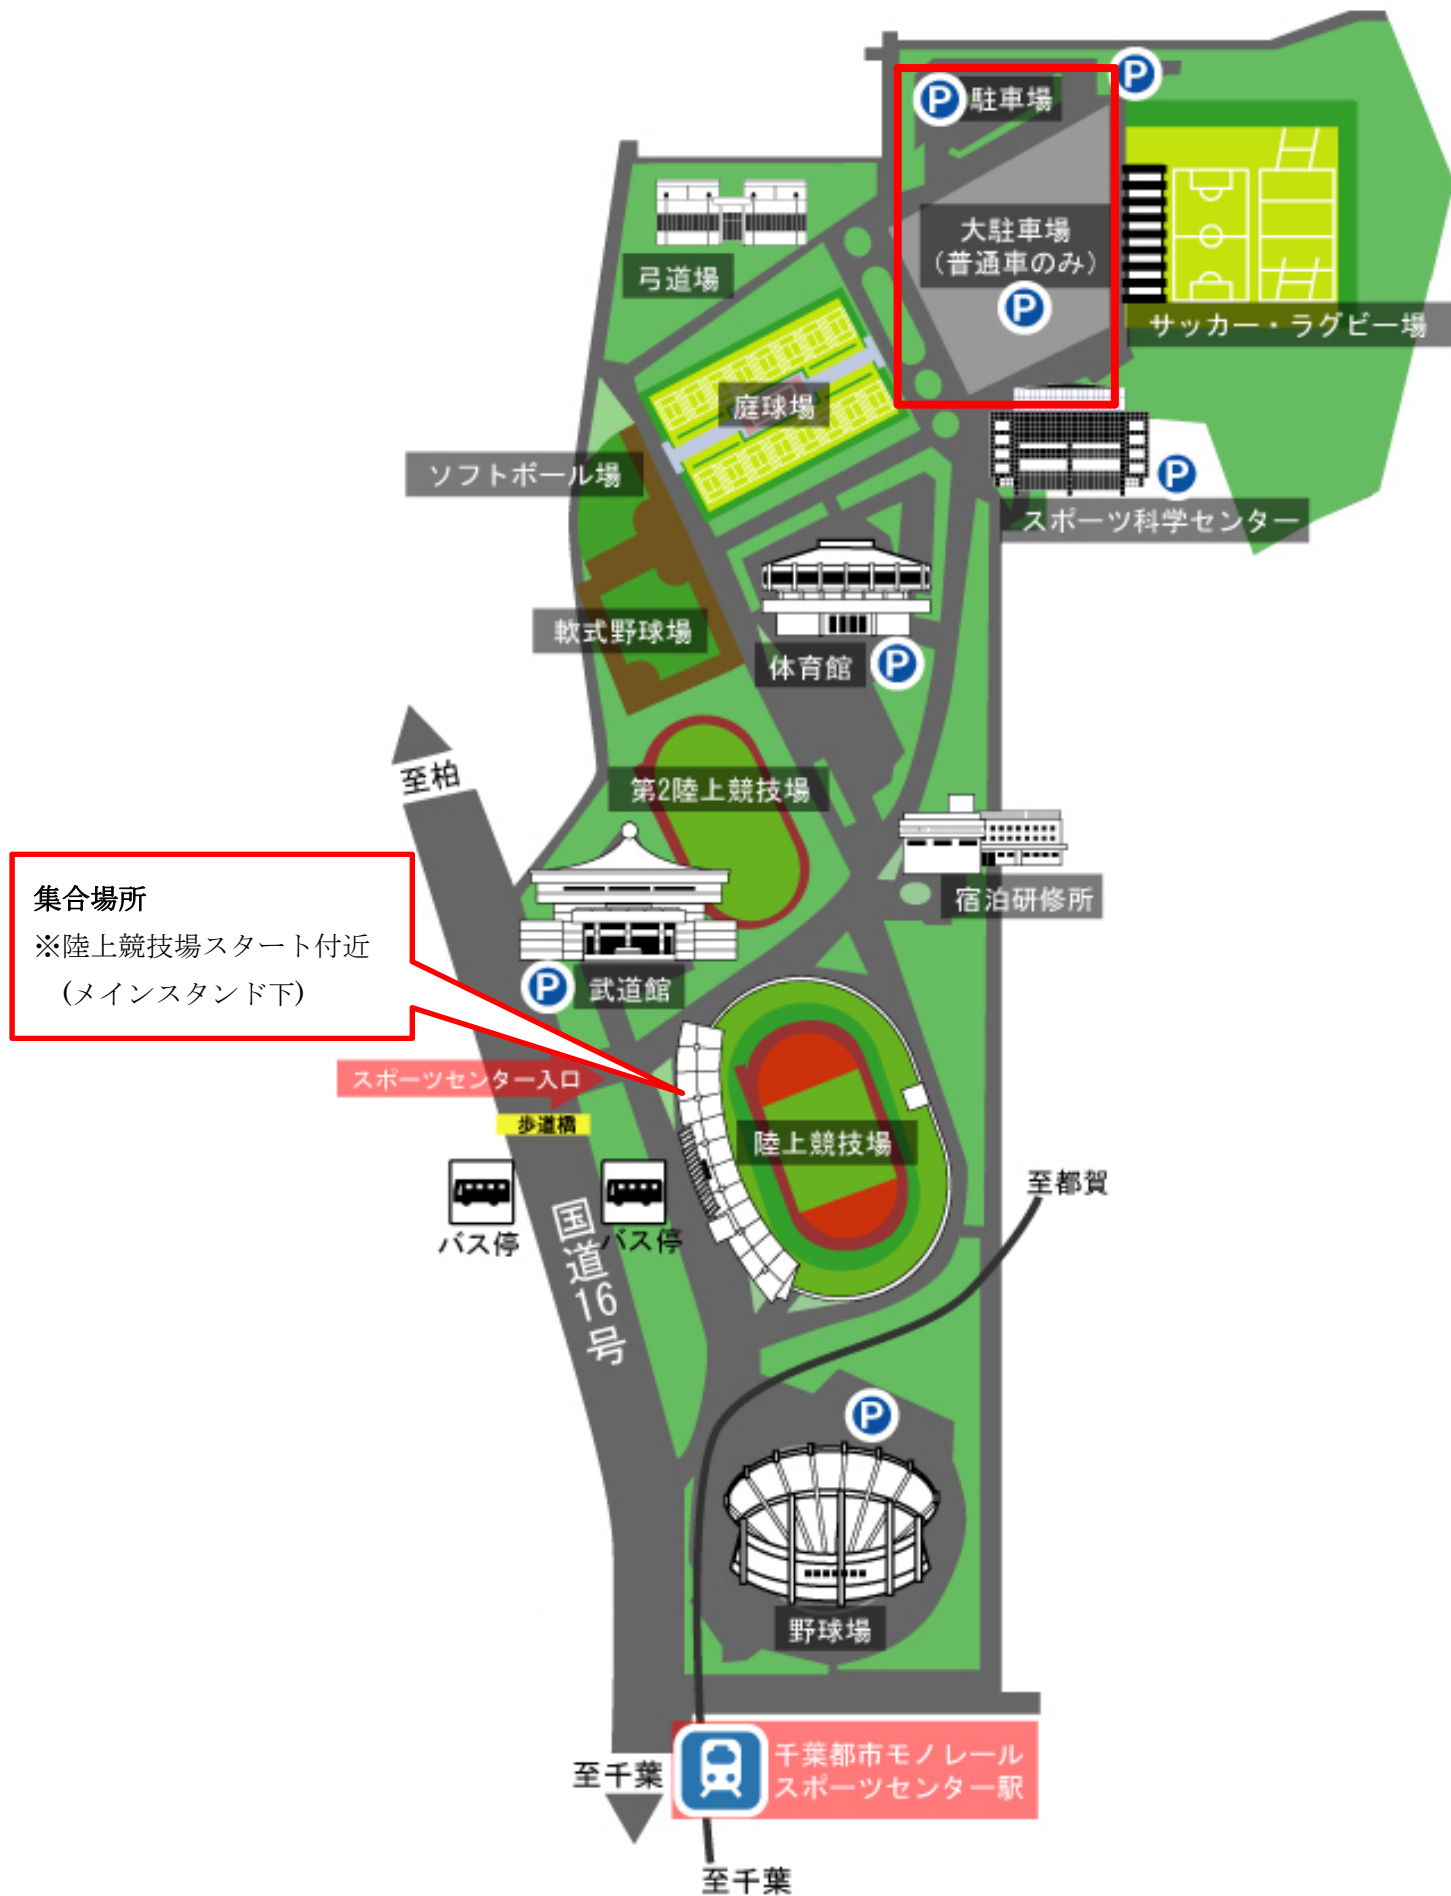 P 駐車場
P
大駐車場
(普通車のみ)
P
弓道場
サッカー・ラグビー場
庭球場
ソフトボール場
P
スポーツ科学センター
軟式野球場
体育館 P
至柏
第2陸上競技場
集合場所
※陸上競技場スタート付近
(メインスタンド下)
宿泊研修所
P 武道館
スポーツセンター入口
歩道橋
陸上競技場
至都賀
バス停
バス停
国道16号
P
野球場
千葉都市モノレール
スポーツセンター駅
至千葉
至千葉